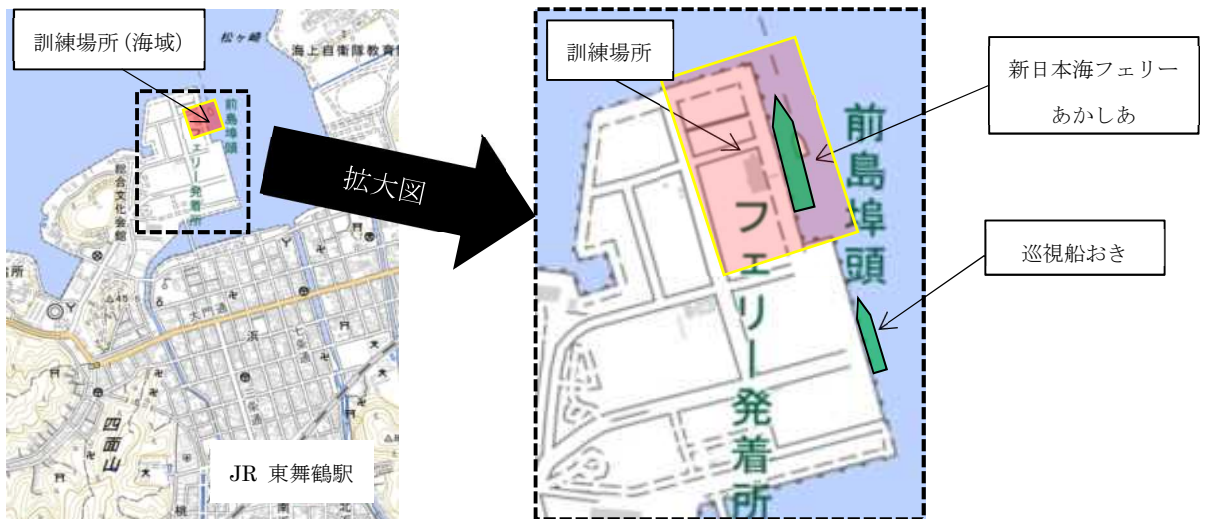 訓練場所(海域)
松ヶ崎
海上自衛隊教育
前島埠頭
フェリー発着所
総合文化会館
拡大図
大門通
浜
七条通
四面山
JR 東舞鶴駅
訓練場所
新日本海フェリー
あかしあ
前島埠頭
フェリー発着所
巡視船おき